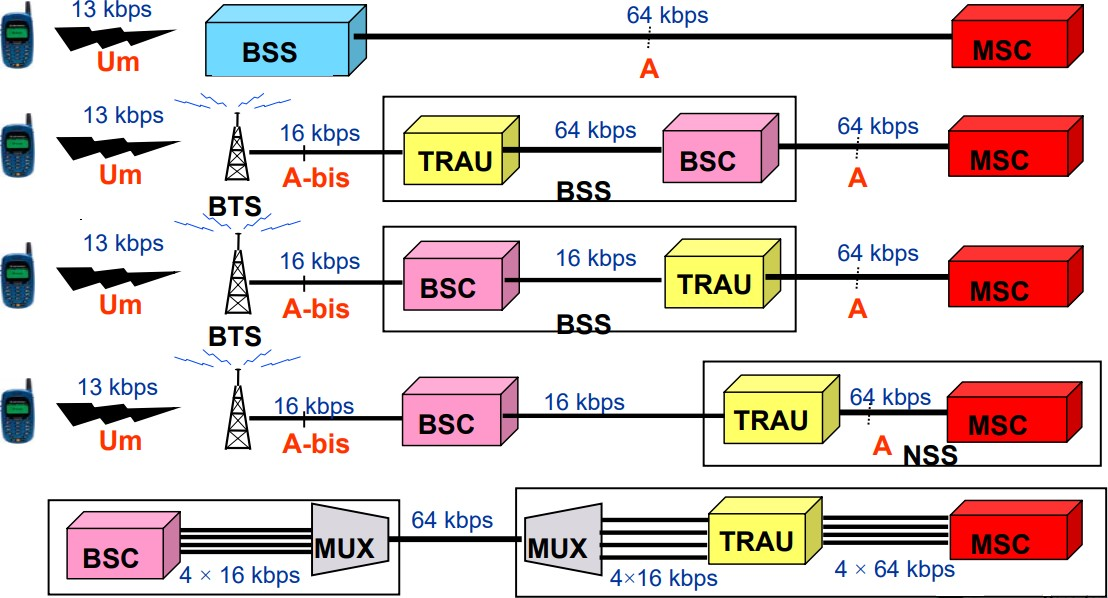 13 kbps
Um
BSS
64 kbps
A
MSC
13 kbps
Um
BTS
16 kbps
A-bis
TRAU
64 kbps
BSC
BSS
64 kbps
A
MSC
13 kbps
Um
BTS
16 kbps
A-bis
BSC
16 kbps
TRAU
BSS
64 kbps
A
MSC
13 kbps
Um
16 kbps
A-bis
BSC
16 kbps
TRAU
64 kbps
A
NSS
MSC
BSC
4 × 16 kbps
MUX
64 kbps
MUX
4×16 kbps
TRAU
4 × 64 kbps
MSC